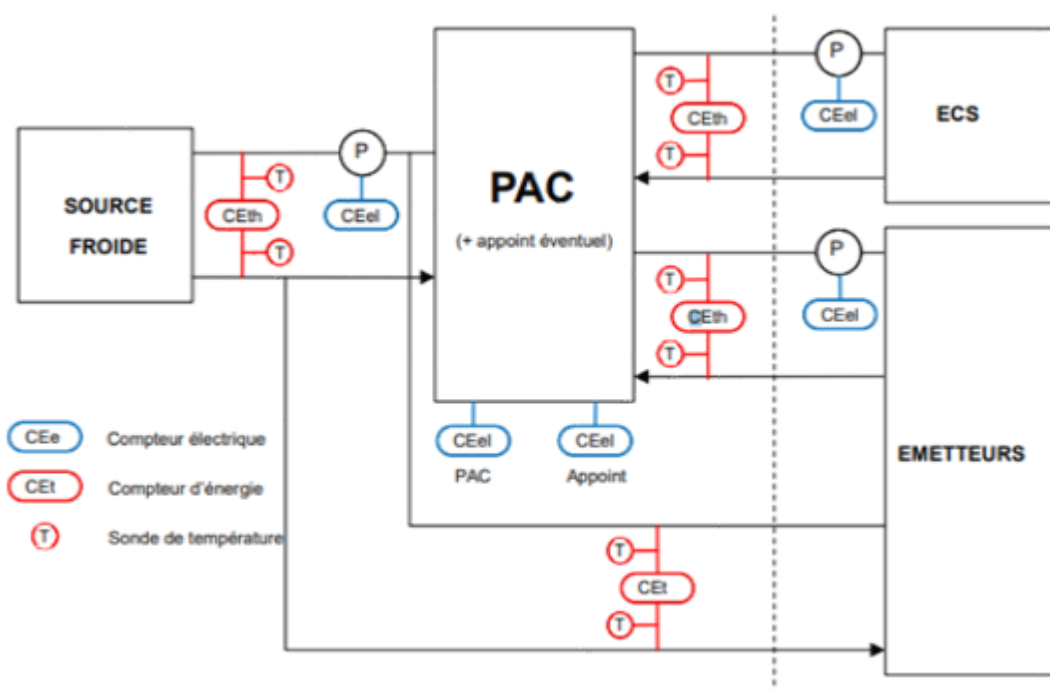 P
P
T
CEth
T
CEel
ECS
SOURCE
FROIDE
T
CEth
T
P
CEel
PAC
(+ appoint éventuel)
T
CEth
T
P
CEel
CEe
Compteur électrique
CEel
PAC
CEel
Appoint
EMETTEURS
CEt
Compteur d'énergie
T
Sonde de température
T
CEt
T